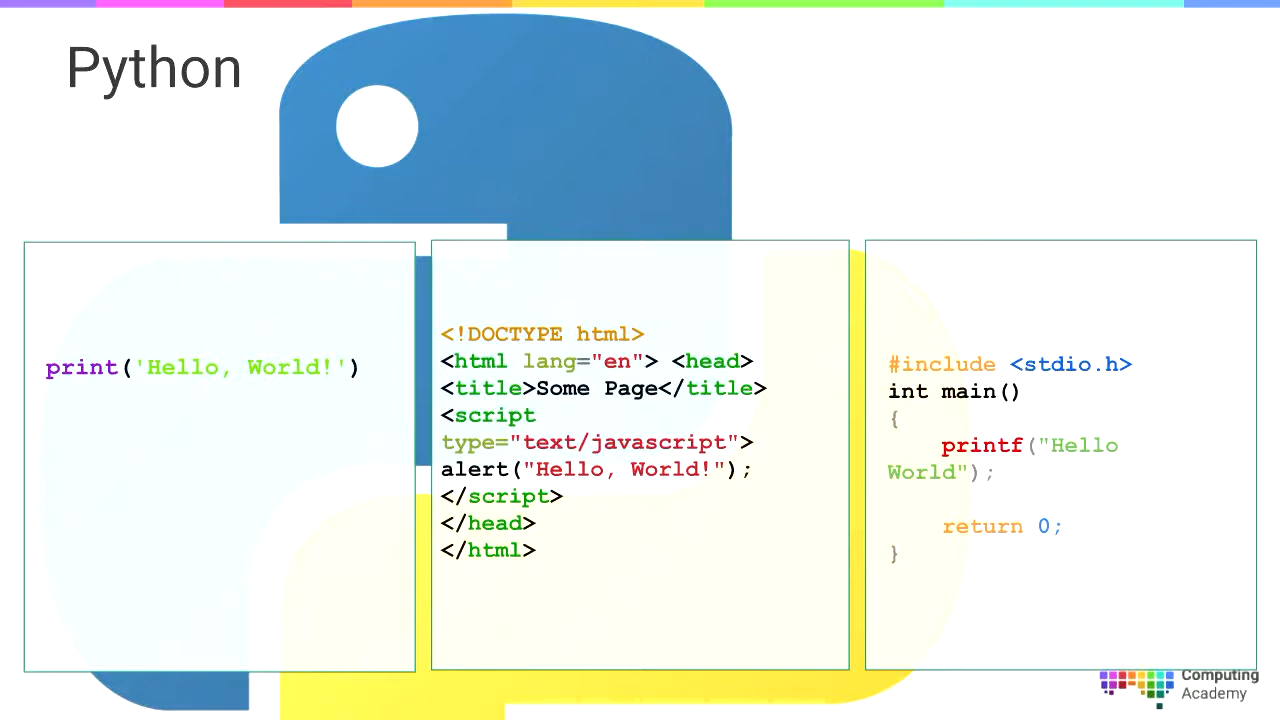 Python
print('Hello, World!')
<!DOCTYPE html>
<html lang="en"> <head>
<title>Some Page</title>
<script
type="text/javascript">
alert("Hello, World!");
</script>
</head>
</html>
#include <stdio.h>
int main()
{
    printf("Hello
World");
    return 0;
}
Computing
Academy